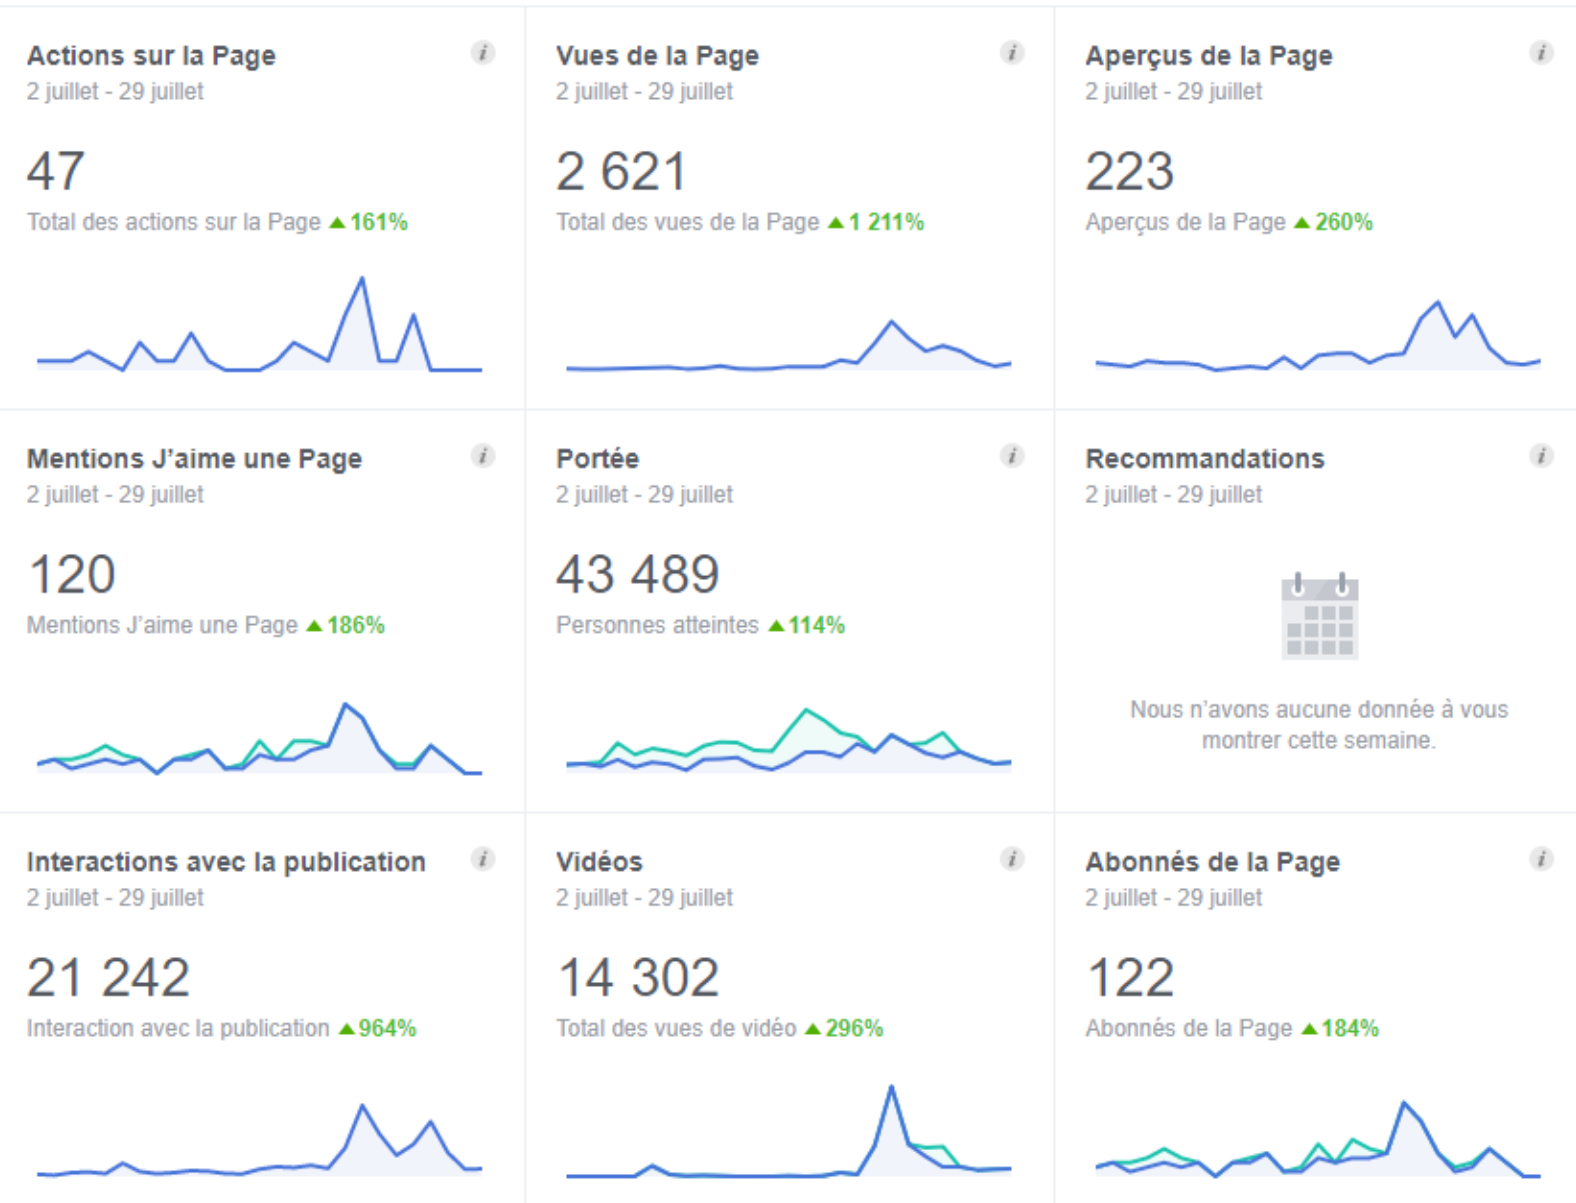 Actions sur la Page
2 juillet - 29 juillet
47
Total des actions sur la Page ▲161%
Vues de la Page
2 juillet - 29 juillet
2 621
Total des vues de la Page ▲1 211%
Aperçus de la Page
2 juillet - 29 juillet
223
Aperçus de la Page ▲260%
Mentions J’aime une Page
2 juillet - 29 juillet
120
Mentions J’aime une Page ▲186%
Portée
2 juillet - 29 juillet
43 489
Personnes atteintes ▲114%
Recommandations
2 juillet - 29 juillet
Nous n’avons aucune donnée à vous
montrer cette semaine.
Interactions avec la publication
2 juillet - 29 juillet
21 242
Interaction avec la publication ▲964%
Vidéos
2 juillet - 29 juillet
14 302
Total des vues de vidéo ▲296%
Abonnés de la Page
2 juillet - 29 juillet
122
Abonnés de la Page ▲184%